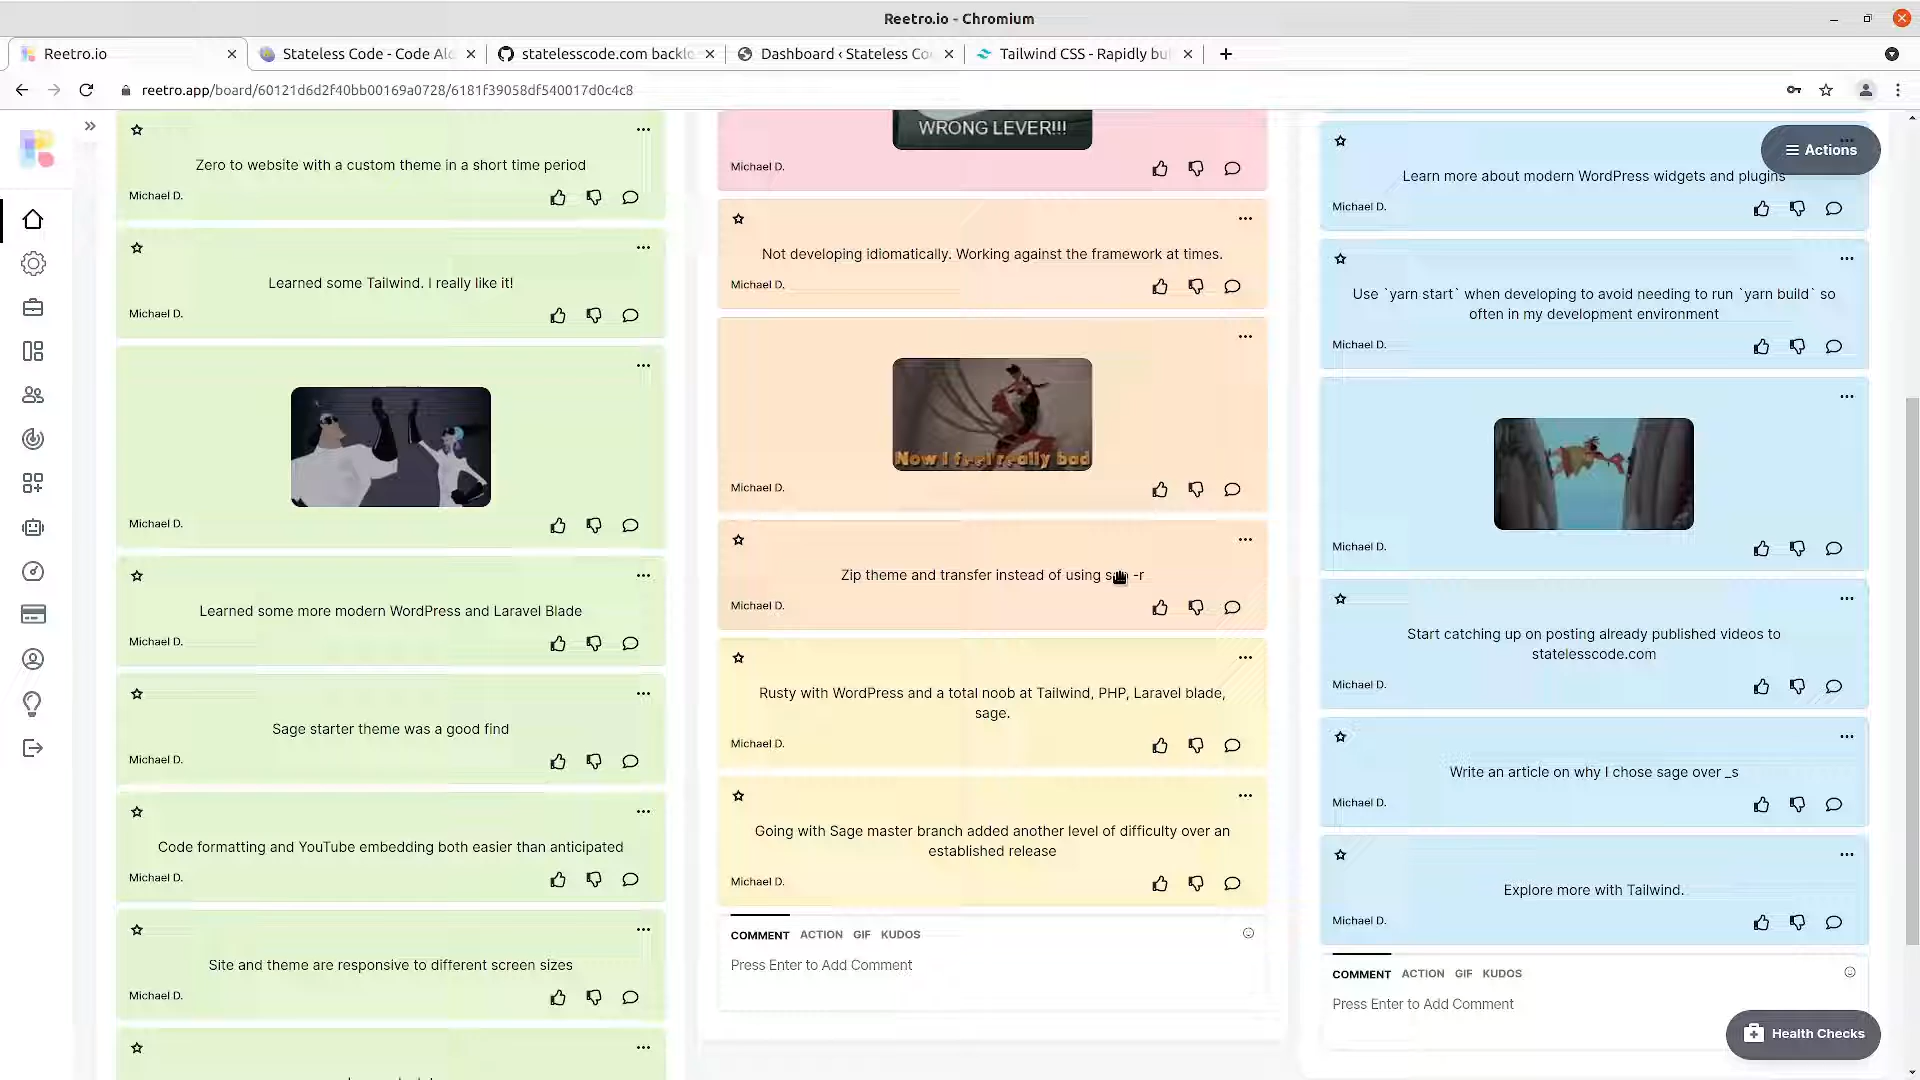 Reetro.io - Chromium
Reetro.io
Stateless Code - Code Alo
statelesscode.com backlo
Dashboard ‹ Stateless Co
Tailwind CSS - Rapidly bu
reetro.app/board/60121d6d2f40bb00169a0728/6181f39058df540017d0c4c8
Zero to website with a custom theme in a short time period
Michael D.
Learned some Tailwind. I really like it!
Michael D.
Michael D.
Learned some more modern WordPress and Laravel Blade
Michael D.
Sage starter theme was a good find
Michael D.
Code formatting and YouTube embedding both easier than anticipated
Michael D.
Site and theme are responsive to different screen sizes
Michael D.
WRONG LEVER!!!
Michael D.
Not developing idiomatically. Working against the framework at times.
Michael D.
Now I feel really bad
Michael D.
Zip theme and transfer instead of using -r
Michael D.
Rusty with WordPress and a total noob at Tailwind, PHP, Laravel blade,
sage.
Michael D.
Going with Sage master branch added another level of difficulty over an
established release
Michael D.
COMMENT ACTION GIF KUDOS
Press Enter to Add Comment
Actions
Learn more about modern WordPress widgets and plugins
Michael D.
Use `yarn start` when developing to avoid needing to run `yarn build` so
often in my development environment
Michael D.
Michael D.
Start catching up on posting already published videos to
statelesscode.com
Michael D.
Write an article on why I chose sage over _s
Michael D.
Explore more with Tailwind.
Michael D.
COMMENT ACTION GIF KUDOS
Press Enter to Add Comment
Health Checks